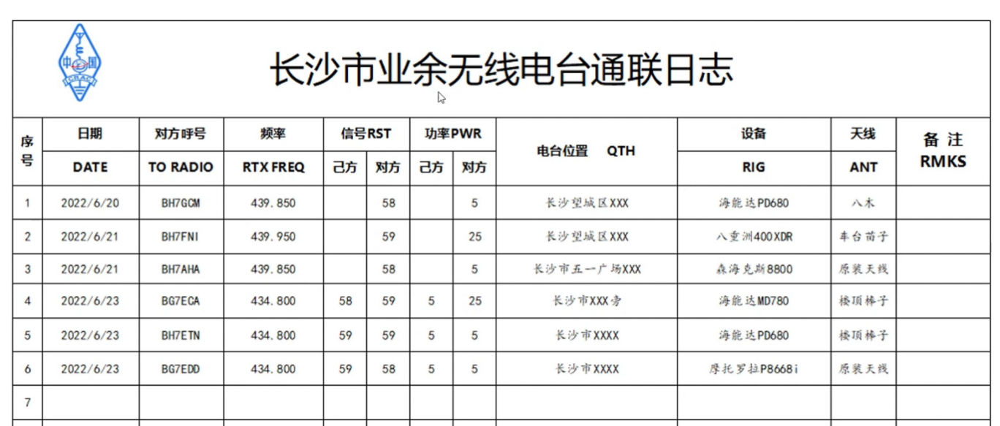 中国
CRAC
长沙市业余无线电台通联日志
序号 日期 对方呼号 频率 信号RST 功率PWR 电台位置 QTH 设备 天线 备 注
DATE TO RADIO RTX FREQ 己方 对方 己方 对方 RIG ANT RMKS
1 2022/6/20 BH7GCM 439.850 58 5 长沙望城区XXX 海能达PD680 八木
2 2022/6/21 BH7FNI 439.950 59 25 长沙望城区XXX 八重洲400XDR 车台苗子
3 2022/6/21 BH7AHA 439.850 58 5 长沙市五一广场XXX 森海克斯8800 原装天线
4 2022/6/23 BG7ECA 434.800 58 59 5 25 长沙市XXX旁 海能达MD780 楼顶棒子
5 2022/6/23 BH7ETN 434.800 59 59 5 5 长沙市XXXX 海能达PD680 楼顶棒子
6 2022/6/23 BG7EDD 434.800 59 58 5 5 长沙市XXXX 摩托罗拉P8668i 原装天线
7